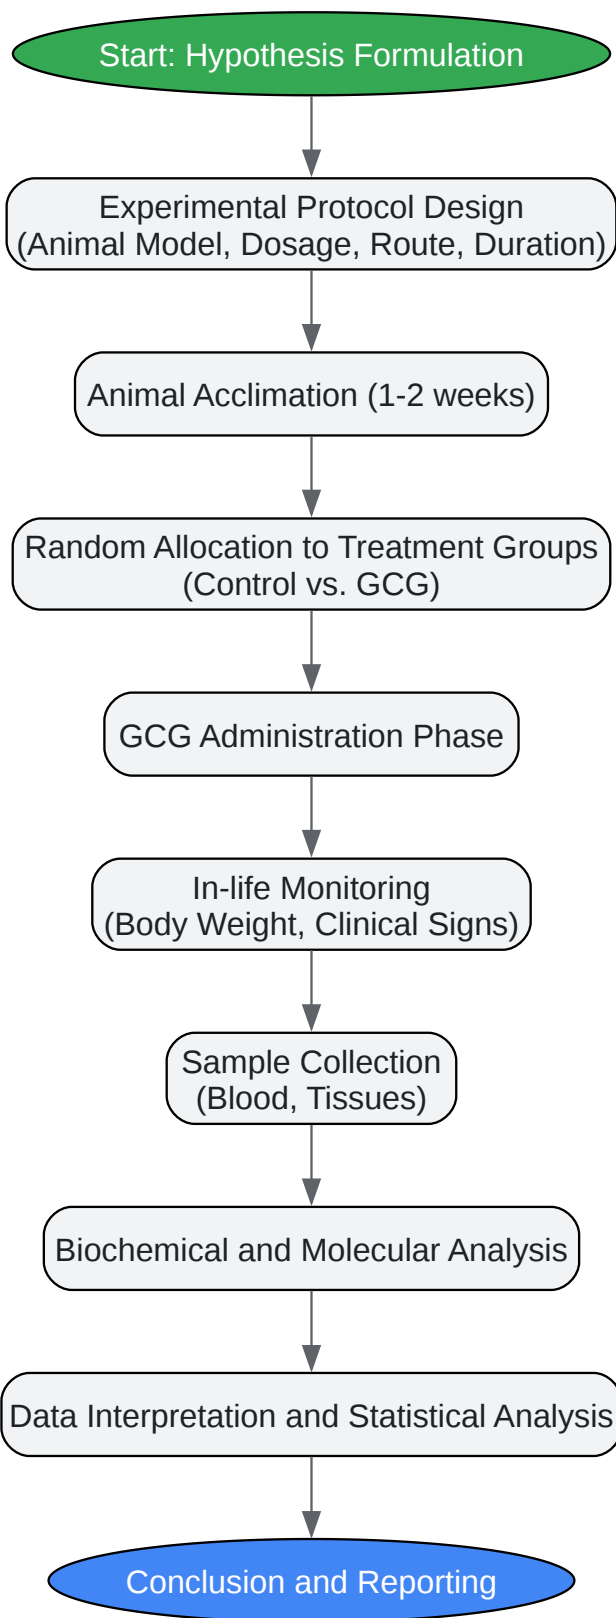 Start: Hypothesis Formulation
Experimental Protocol Design
(Animal Model, Dosage, Route, Duration)
Animal Acclimation (1-2 weeks)
Random Allocation to Treatment Groups
(Control vs. GCG)
GCG Administration Phase
In-life Monitoring
(Body Weight, Clinical Signs)
Sample Collection
(Blood, Tissues)
Biochemical and Molecular Analysis
Data Interpretation and Statistical Analysis
Conclusion and Reporting